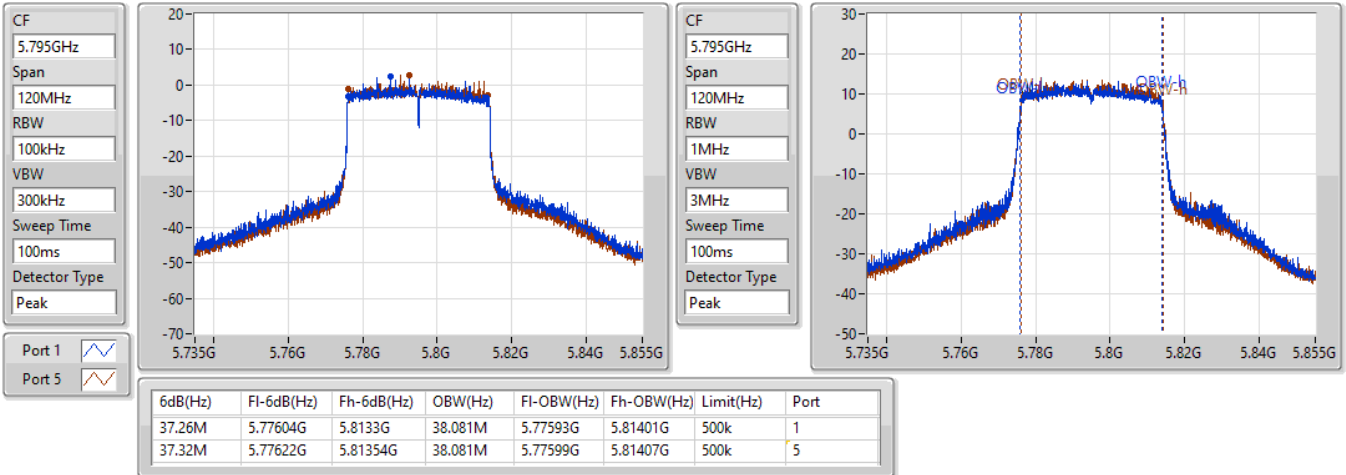 CF
5.795GHz
Span
120MHz
RBW
100kHz
VBW
300kHz
Sweep Time
100ms
Detector Type
Peak
Port 1
Port 5
20
10
0
-10
-20
-30
-40
-50
-60
-70
5.735G 5.76G 5.78G 5.8G 5.82G 5.84G 5.855G
CF
5.795GHz
Span
120MHz
RBW
1MHz
VBW
3MHz
Sweep Time
100ms
Detector Type
Peak
30
20
10
0
-10
-20
-30
-40
-50
OBW-h
5.735G 5.76G 5.78G 5.8G 5.82G 5.84G 5.855G
6dB(Hz) Fl-6dB(Hz) Fh-6dB(Hz) OBW(Hz) Fl-OBW(Hz) Fh-OBW(Hz) Limit(Hz) Port
37.26M 5.77604G 5.8133G 38.081M 5.77593G 5.81401G 500k 1
37.32M 5.77622G 5.81354G 38.081M 5.77599G 5.81407G 500k 5